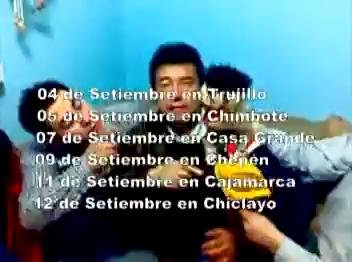 04 de Setiembre en Trujillo
05 de Setiembre en Chimbote
07 de Setiembre en Casa Grande
09 de Setiembre en Chepén
11 de Setiembre en Cajamarca
12 de Setiembre en Chiclayo